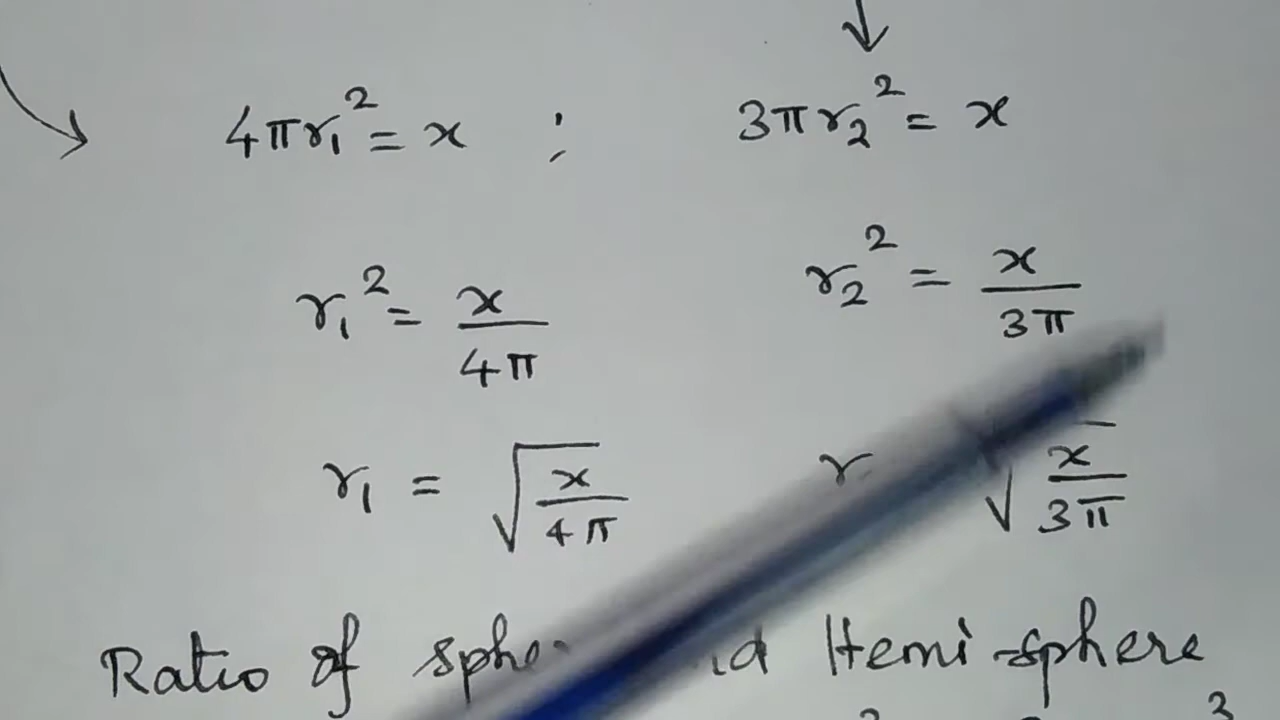 4πr₁² = x ; 3πr₂² = x
r₁² = x/4π r₂² = x/3π
r₁ = √(x/4π) r √(x/3π)
Ratio of Hemi-sphere